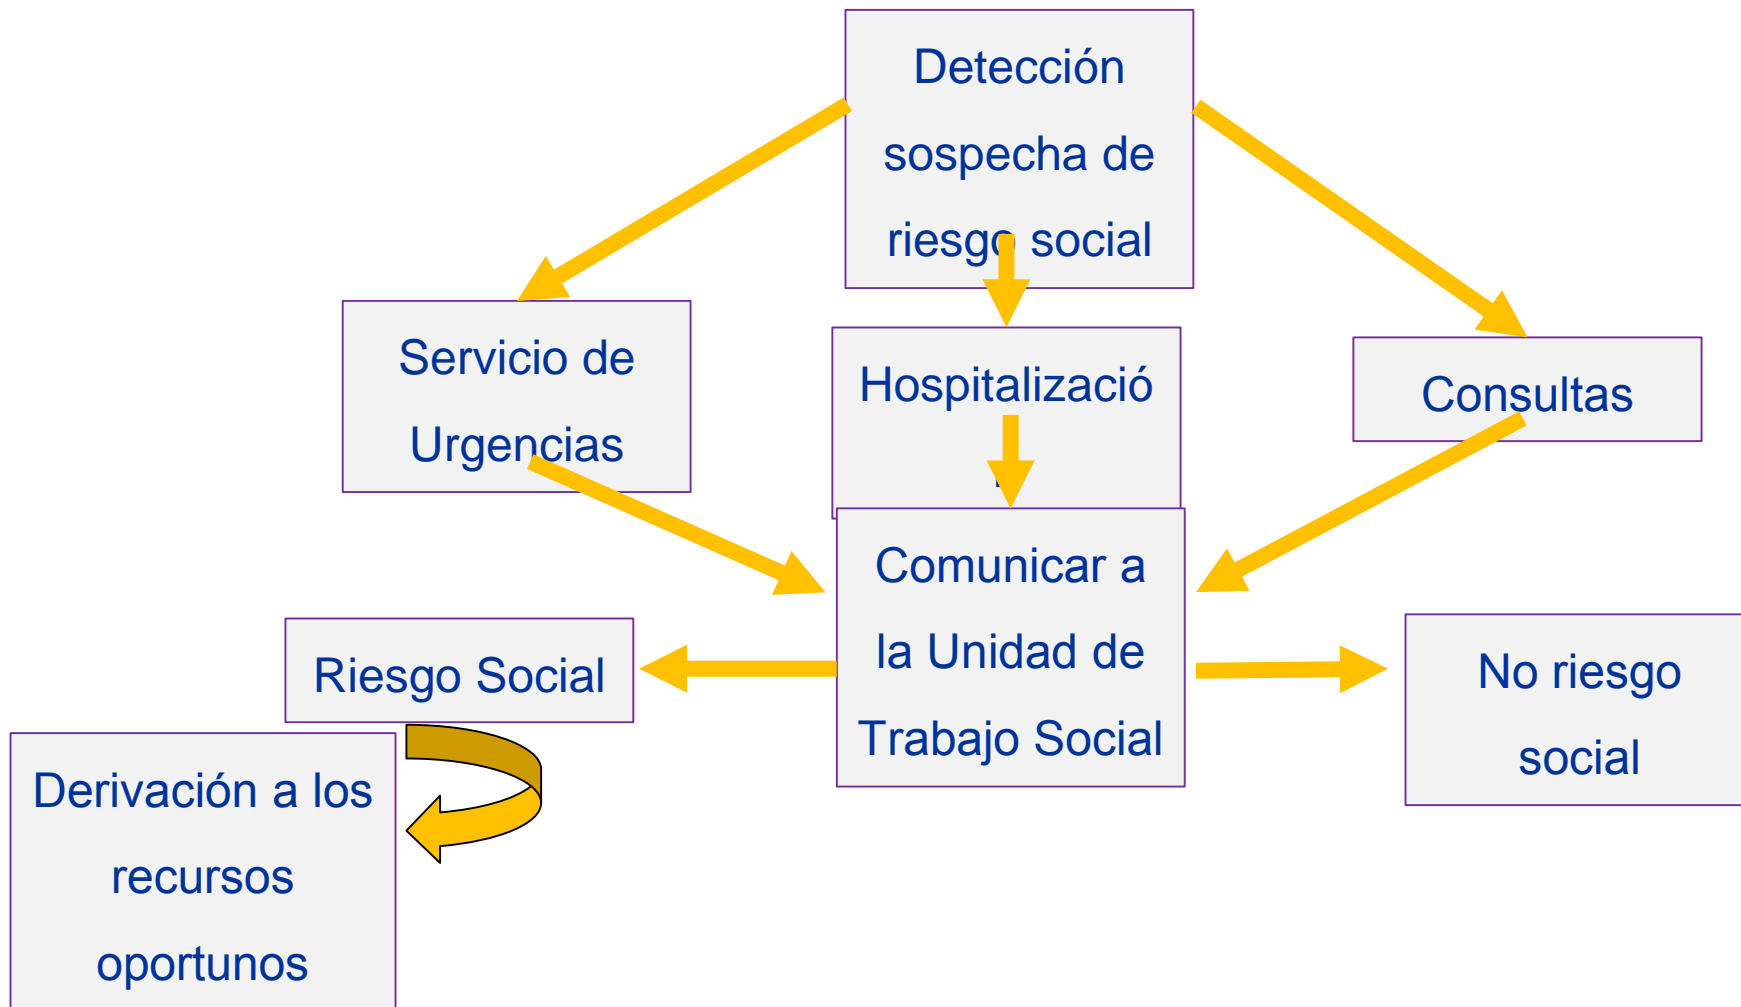 Detección
sospecha de
riesgo social
Servicio de
Urgencias
Hospitalizació
Consultas
Comunicar a
la Unidad de
Trabajo Social
Riesgo Social
No riesgo
social
Derivación a los
recursos
oportunos